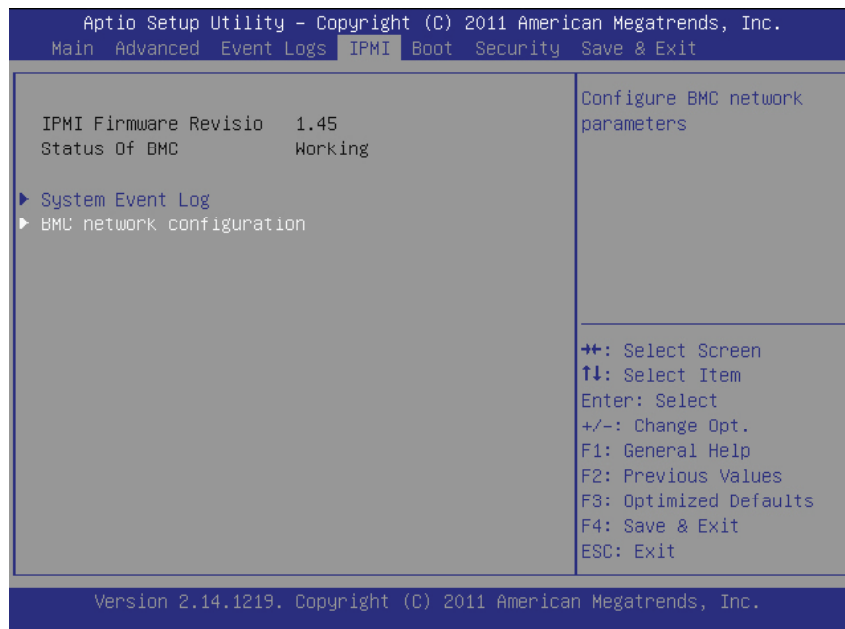 Aptio Setup Utility – Copyright (C) 2011 American Megatrends, Inc.
Main Advanced Event Logs IPMI Boot Security Save & Exit
IPMI Firmware Revisio 1.45
Status Of BMC Working
▶ System Event Log
▶ BMC network configuration
Configure BMC network
parameters
→←: Select Screen
↑↓: Select Item
Enter: Select
+/-: Change Opt.
F1: General Help
F2: Previous Values
F3: Optimized Defaults
F4: Save & Exit
ESC: Exit
Version 2.14.1219. Copyright (C) 2011 American Megatrends, Inc.